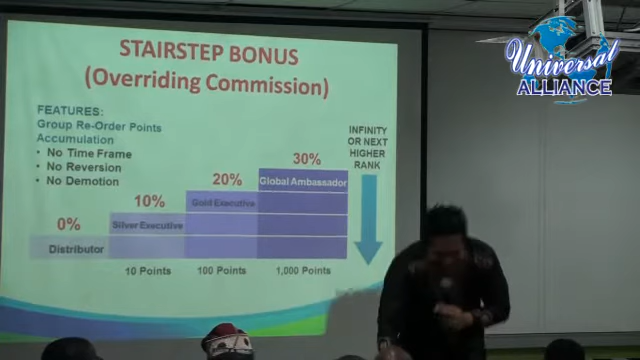 STAIRSTEP BONUS
(Overriding Commission)
Universal
ALLIANCE
FEATURES:
Group Re-Order Points
Accumulation
• No Time Frame
• No Reversion
• No Demotion
INFINITY
OR NEXT
HIGHER
RANK
30%
Global Ambassador
20%
Gold Executive
10%
Silver Executive
0%
Distributor
10 Points
100 Points
1,000 Points